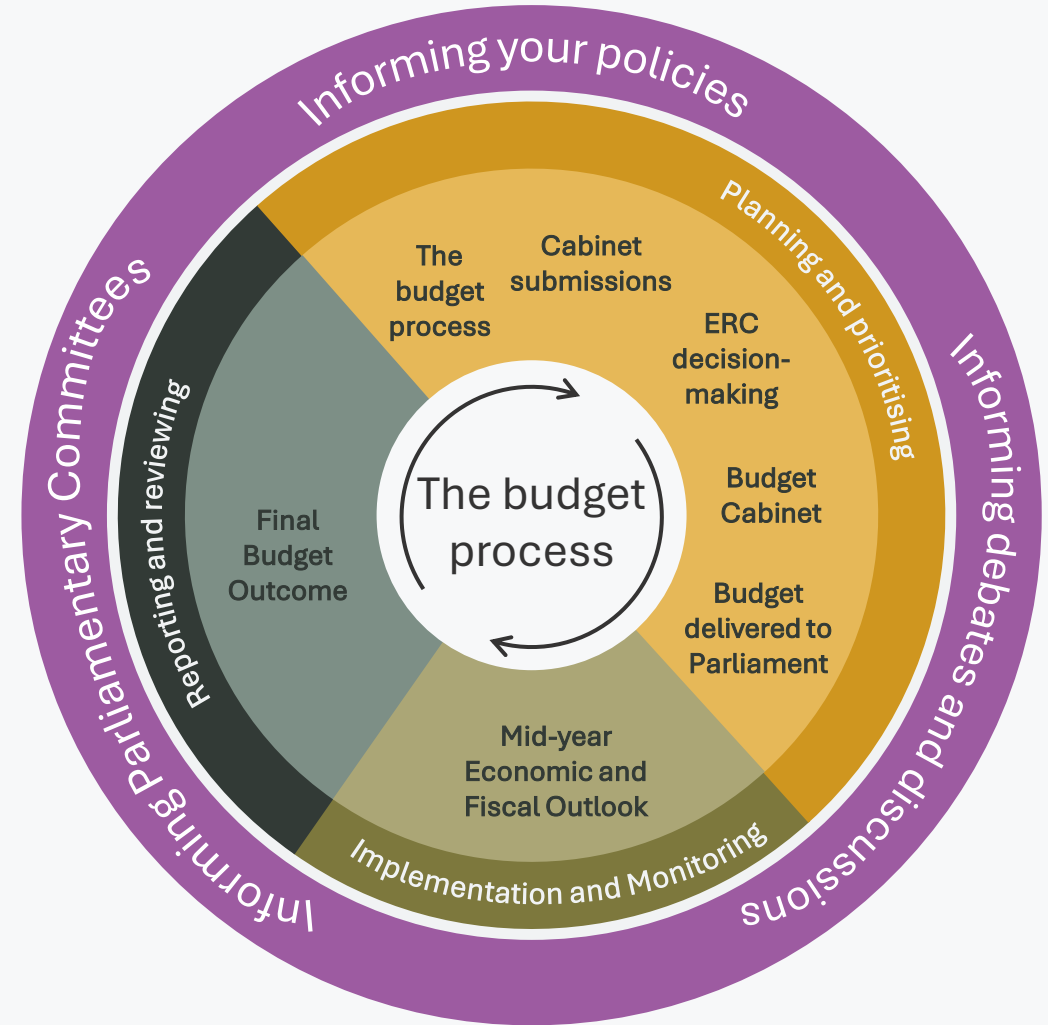 Informing your policies
Informing debates and discussions
Informing Parliamentary Committees
Planning and prioritising
The
budget
process
Cabinet
submissions
ERC
decision-
making
Budget
Cabinet
Budget
delivered to
Parliament
Implementation and Monitoring
Mid-year
Economic and
Fiscal Outlook
Reporting and reviewing
Final
Budget
Outcome
The budget
process